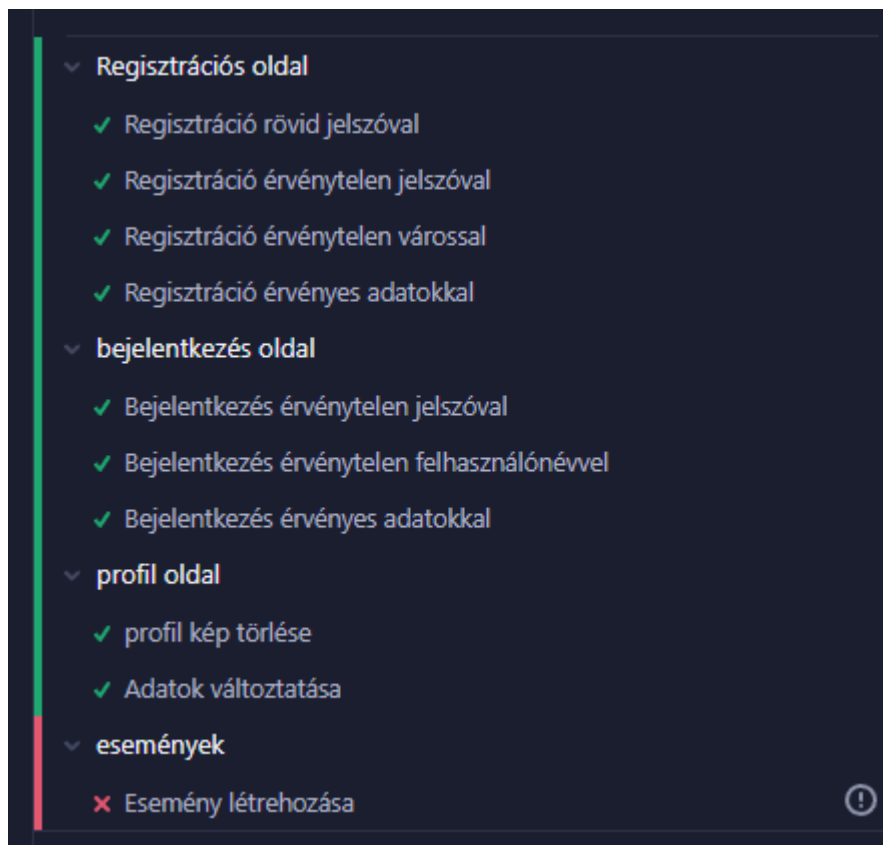 Regisztrációs oldal
Regisztráció rövid jelszóval
Regisztráció érvénytelen jelszóval
Regisztráció érvénytelen várossal
Regisztráció érvényes adatokkal
bejelentkezés oldal
Bejelentkezés érvénytelen jelszóval
Bejelentkezés érvénytelen felhasználónévvel
Bejelentkezés érvényes adatokkal
profil oldal
profil kép törlése
Adatok változtatása
események
Esemény létrehozása